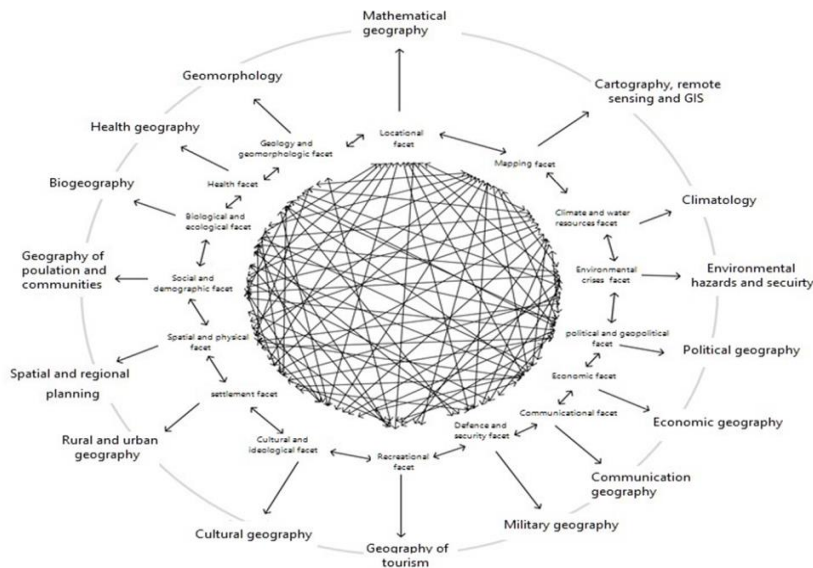 Mathematical
geography
Geomorphology
Cartography, remote
sensing and GIS
Health geography
Geology and
geomorphologic facet
Locational
facet
Mapping facet
Biogeography
Health facet
Climatology
Biological and
ecological facet
Climate and water
resources facet
Geography of
poulation and
communities
Social and
demographic facet
Environmental
crises facet
Environmental
hazards and secuirty
Spatial and physical
facet
political and geopolitical
facet
Political geography
Spatial and regional
planning
settlement facet
Economic facet
Economic geography
Rural and urban
geography
Cultural and
ideological facet
Recreational
facet
Defence and
security facet
Communicational facet
Communication
geography
Cultural geography
Geography of
tourism
Military geography